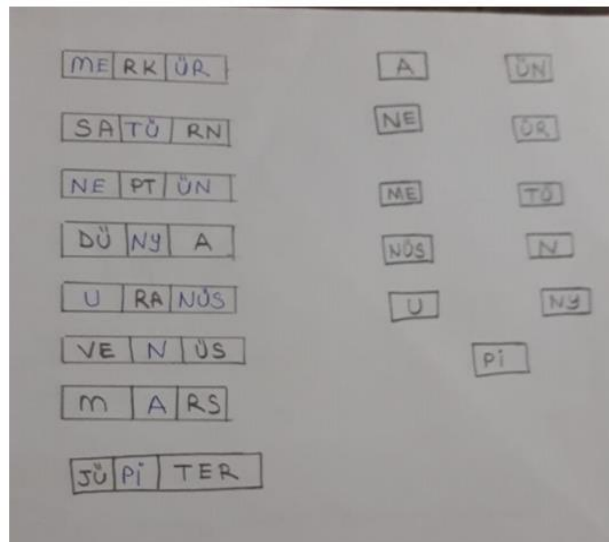 MERKÜR A ÜN
SATÜRN NE ÜR
NEPTÜN ME TÜ
DÜNYA NÜS N
URANÜS U NY
VENÜS Pİ
MARS
JÜPİTER